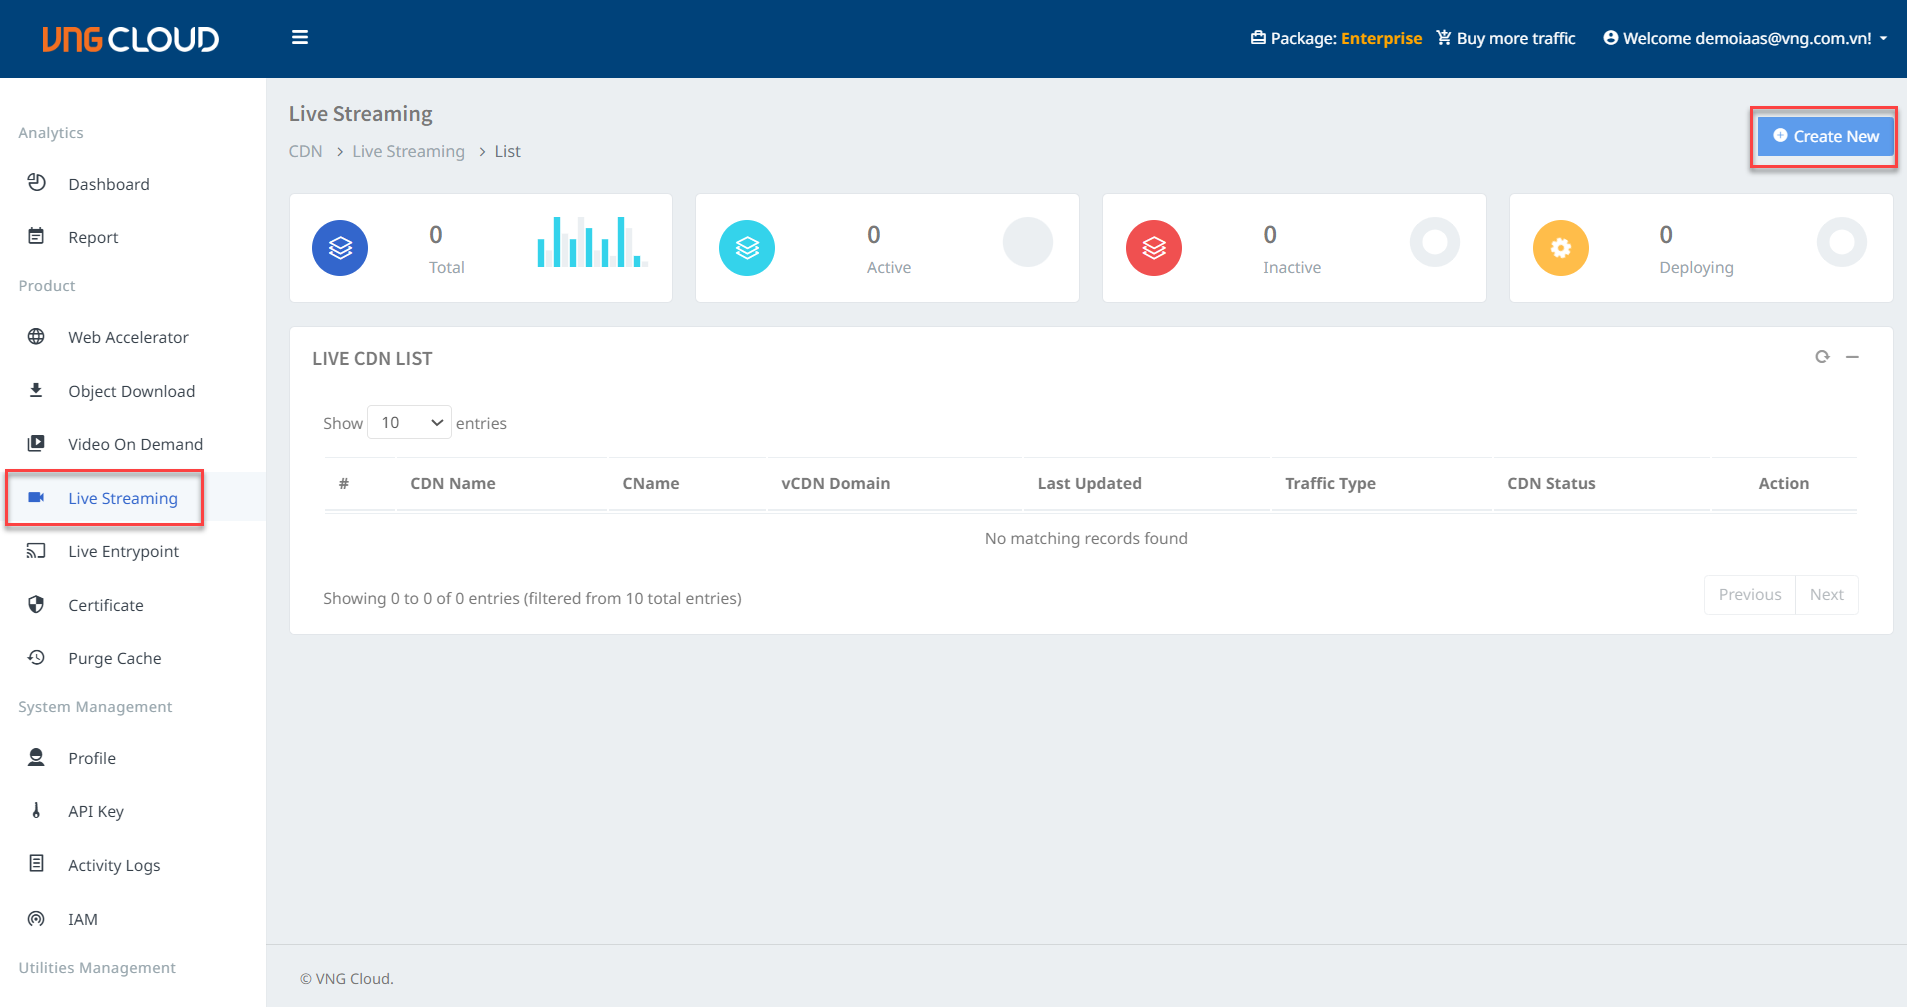 VNG CLOUD
Package: Enterprise Buy more traffic Welcome demoiaas@vng.com.vn!
Analytics
Dashboard
Report
Product
Web Accelerator
Object Download
Video On Demand
Live Streaming
Live Entrypoint
Certificate
Purge Cache
System Management
Profile
API Key
Activity Logs
IAM
Utilities Management
Live Streaming
CDN > Live Streaming > List
Create New
0
Total
0
Active
0
Inactive
0
Deploying
LIVE CDN LIST
Show 10 entries
# CDN Name CName vCDN Domain Last Updated Traffic Type CDN Status Action
No matching records found
Showing 0 to 0 of 0 entries (filtered from 10 total entries)
Previous Next
© VNG Cloud.